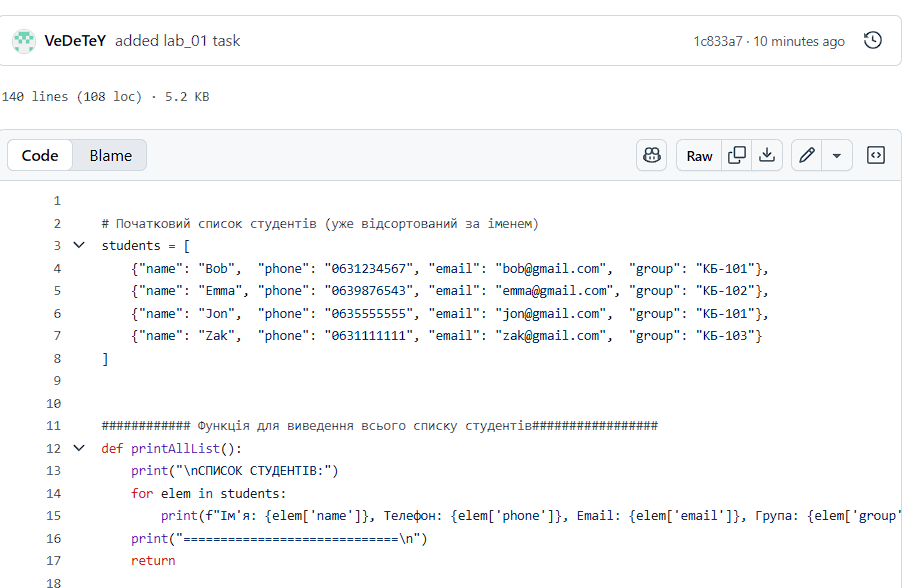 VeDeTeY added lab_01 task 1c833a7 · 10 minutes ago
140 lines (108 loc) · 5.2 KB
Code Blame Raw
1
2 # Початковий список студентів (уже відсортований за іменем)
3 students = [
4 {"name": "Bob", "phone": "0631234567", "email": "bob@gmail.com", "group": "КБ-101"},
5 {"name": "Emma", "phone": "0639876543", "email": "emma@gmail.com", "group": "КБ-102"},
6 {"name": "Jon", "phone": "0635555555", "email": "jon@gmail.com", "group": "КБ-101"},
7 {"name": "Zak", "phone": "0631111111", "email": "zak@gmail.com", "group": "КБ-103"}
8 ]
9
10
11 ############ Функція для виведення всього списку студентів#################
12 def printAllList():
13 print("\nСПИСОК СТУДЕНТІВ:")
14 for elem in students:
15 print(f"Ім'я: {elem['name']}, Телефон: {elem['phone']}, Email: {elem['email']}, Група: {elem['group'
16 print("=============================\n")
17 return
18